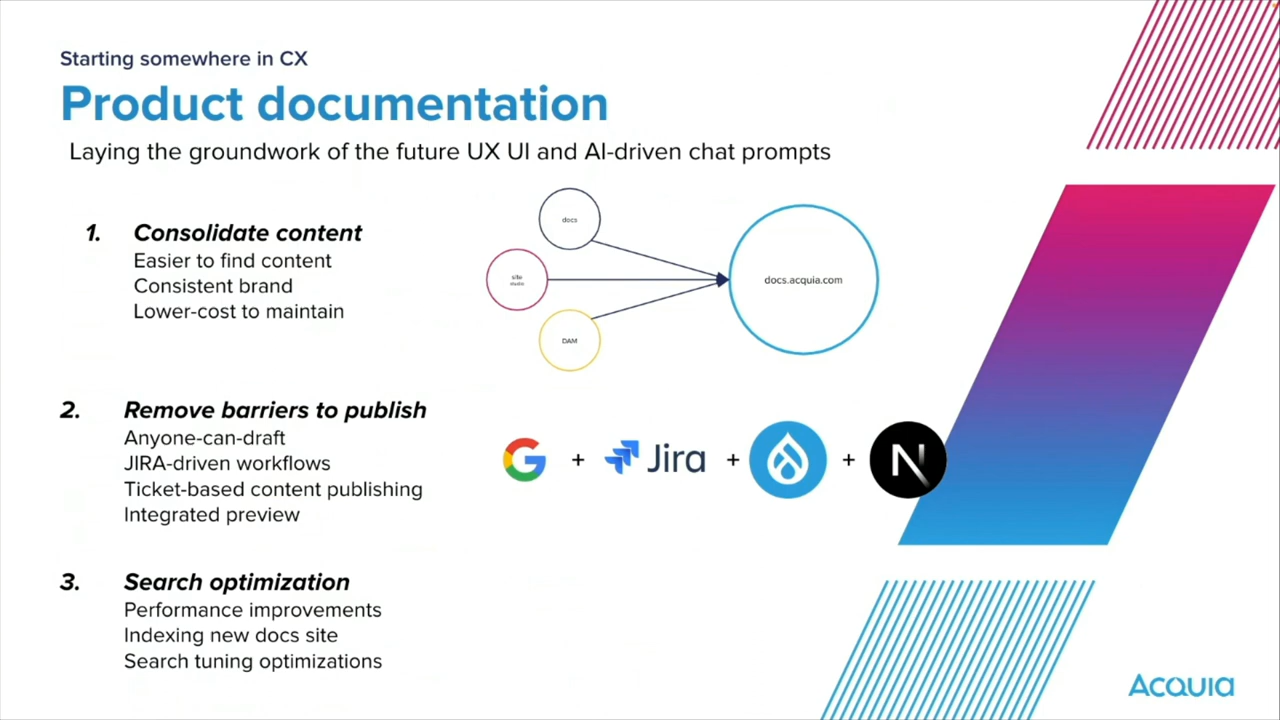 Starting somewhere in CX
Product documentation
Laying the groundwork of the future UX UI and AI-driven chat prompts
1. Consolidate content
Easier to find content
Consistent brand
Lower-cost to maintain
docs
site
studio
DAM
docs.acquia.com
2. Remove barriers to publish
Anyone-can-draft
JIRA-driven workflows
Ticket-based content publishing
Integrated preview
G + Jira + + N
3. Search optimization
Performance improvements
Indexing new docs site
Search tuning optimizations
ACQUIA